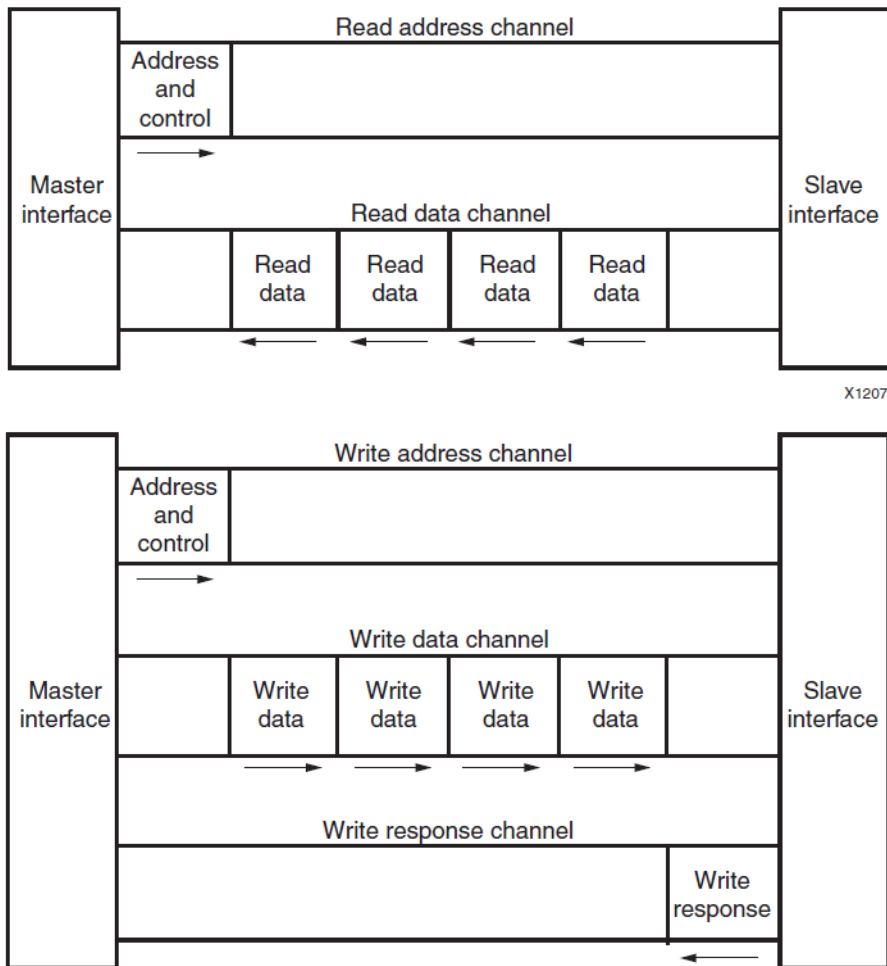 Read address channel
Address
and
control
Master
interface
Slave
interface
Read data channel
Read
data
Read
data
Read
data
Read
data
X1207
Write address channel
Address
and
control
Write data channel
Master
interface
Write
data
Write
data
Write
data
Write
data
Slave
interface
Write response channel
Write
response